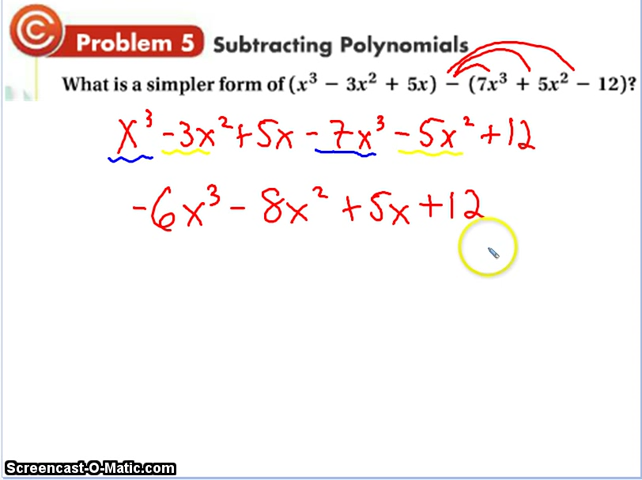 © Problem 5 Subtracting Polynomials
What is a simpler form of (x³ − 3x² + 5x) − (7x³ + 5x² − 12)?
x³ -3x² + 5x - 7x³ - 5x² + 12
-6x³ - 8x² + 5x + 12
Screencast-O-Matic.com